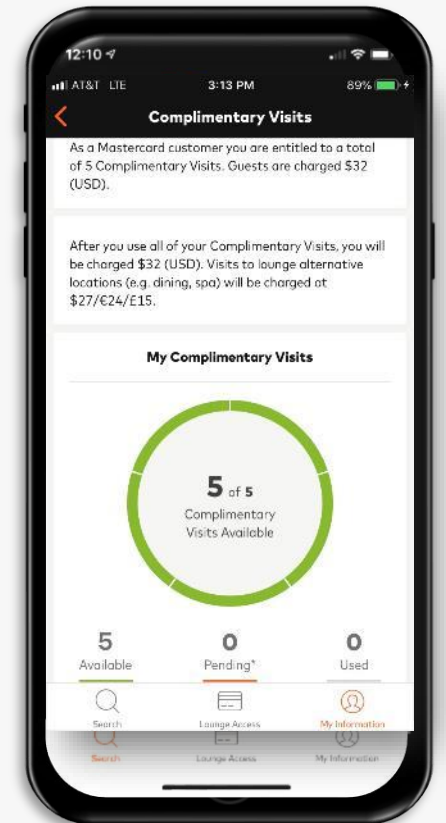 12:10
AT&T LTE 3:13 PM 89%
Complimentary Visits
As a Mastercard customer you are entitled to a total
of 5 Complimentary Visits. Guests are charged $32
(USD).
After you use all of your Complimentary Visits, you will
be charged $32 (USD). Visits to lounge alternative
locations (e.g. dining, spa) will be charged at
$27/€24/£15.
My Complimentary Visits
5 of 5
Complimentary
Visits Available
5 0 0
Available Pending* Used
Search Lounge Access My Information
Search Lounge Access My Information